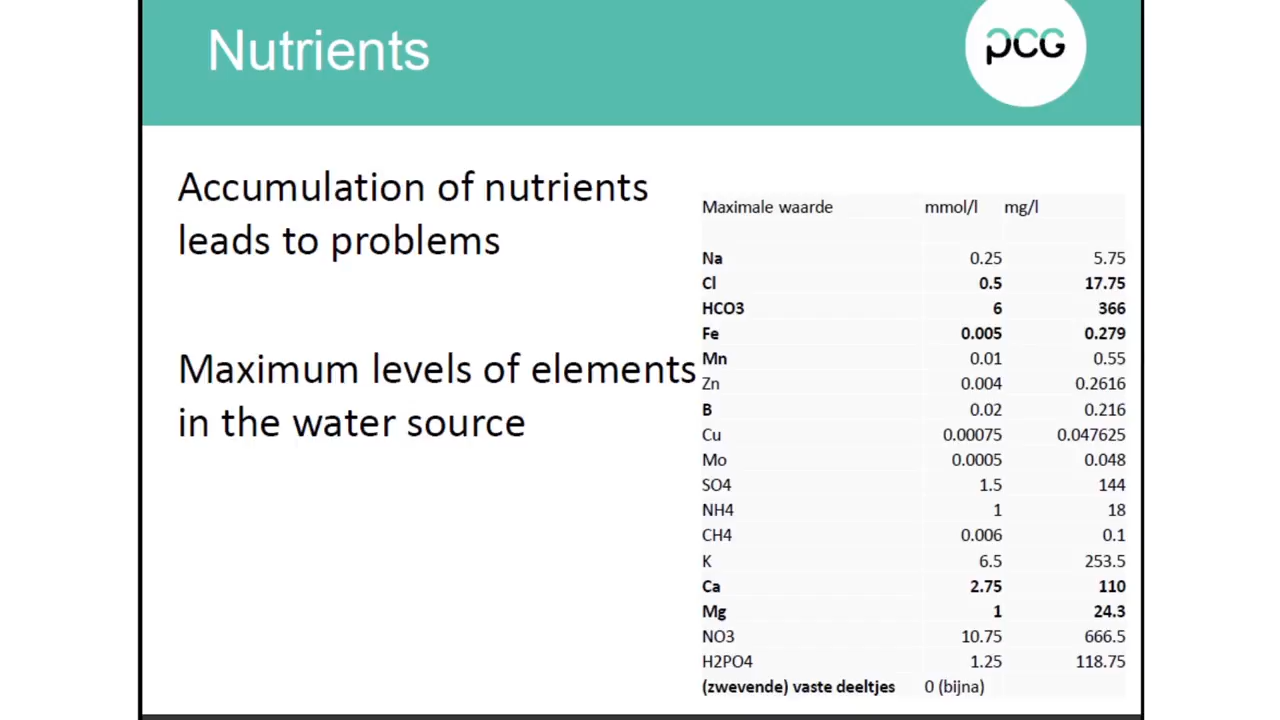 Nutrients
PCG
Accumulation of nutrients
leads to problems
Maximum levels of elements
in the water source
Maximale waarde mmol/l mg/l
Na 0.25 5.75
Cl 0.5 17.75
HCO3 6 366
Fe 0.005 0.279
Mn 0.01 0.55
Zn 0.004 0.2616
B 0.02 0.216
Cu 0.00075 0.047625
Mo 0.0005 0.048
SO4 1.5 144
NH4 1 18
CH4 0.006 0.1
K 6.5 253.5
Ca 2.75 110
Mg 1 24.3
NO3 10.75 666.5
H2PO4 1.25 118.75
(zwevende) vaste deeltjes 0 (bijna)